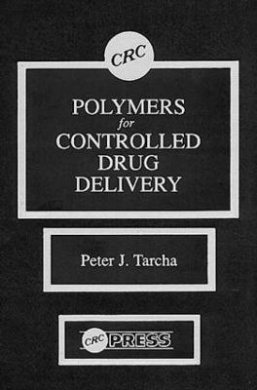 CRC
POLYMERS
for
CONTROLLED
DRUG
DELIVERY
Peter J. Tarcha
CRC PRESS